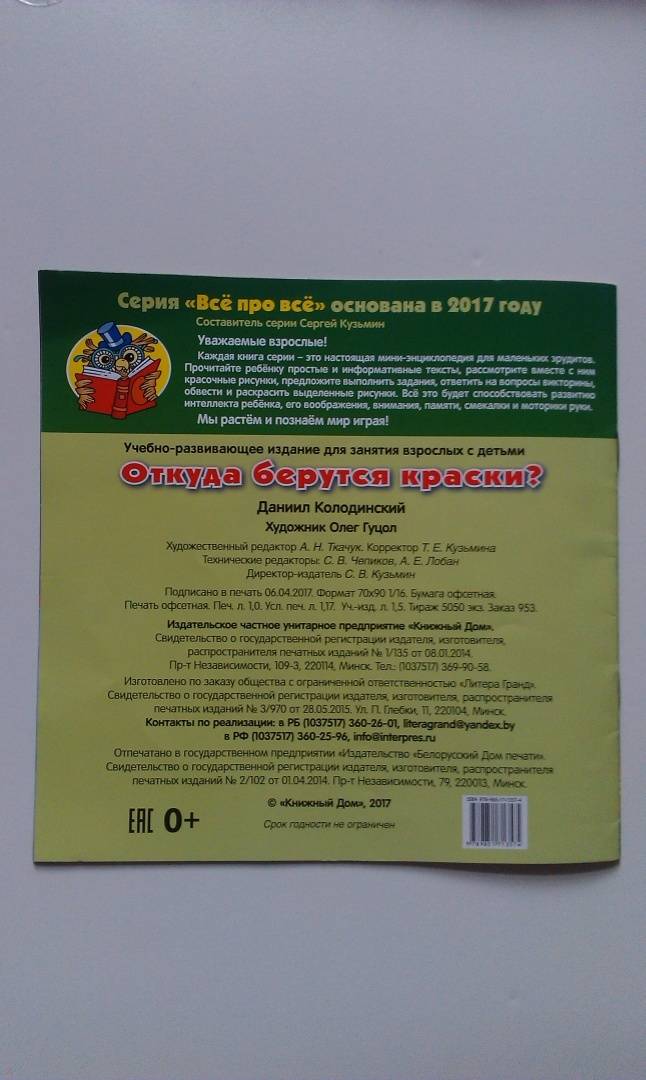 Серия «Всё про всё» основана в 2017 году
Составитель серии Сергей Кузьмин
Уважаемые взрослые!
Каждая книга серии – это настоящая мини-энциклопедия для маленьких эрудитов.
Прочитайте ребёнку простые и информативные тексты, рассмотрите вместе с ним
красочные рисунки, предложите выполнить задания, ответить на вопросы викторины,
обвести и раскрасить выделенные рисунки. Всё это будет способствовать развитию
интеллекта ребёнка, его воображения, внимания, памяти, смекалки и моторики руки.
Мы растём и познаём мир играя!
Учебно-развивающее издание для занятия взрослых с детьми
Откуда берутся краски?
Даниил Колодинский
Художник Олег Гуцол
Художественный редактор А. Н. Ткачук. Корректор Т. Е. Кузьмина
Технические редакторы: С. В. Чепиков, А. Е. Лобан
Директор-издатель С. В. Кузьмин
Подписано в печать 06.04.2017. Формат 70х90 1/16. Бумага офсетная.
Печать офсетная. Печ. л. 1,0. Усл. печ. л. 1,17. Уч.-изд. л. 1,5. Тираж 5050 экз. Заказ 953.
Издательское частное унитарное предприятие «Книжный Дом».
Свидетельство о государственной регистрации издателя, изготовителя,
распространителя печатных изданий № 1/135 от 08.01.2014.
Пр-т Независимости, 109-3, 220114, Минск. Тел.: (1037517) 369-90-58.
Изготовлено по заказу общества с ограниченной ответственностью «Литера Гранд».
Свидетельство о государственной регистрации издателя, изготовителя, распространителя
печатных изданий № 3/970 от 28.05.2015. Ул. П. Глебки, 11, 220104, Минск.
Контакты по реализации: в РБ (1037517) 360-26-01, literagrand@yandex.by
в РФ (1037517) 360-25-96, info@interpres.ru
Отпечатано в государственном предприятии «Издательство «Белорусский Дом печати».
Свидетельство о государственной регистрации издателя, изготовителя, распространителя
печатных изданий № 2/102 от 01.04.2014. Пр-т Независимости, 79, 220013, Минск.
© «Книжный Дом», 2017
EAC 0+
Срок годности не ограничен
ISBN